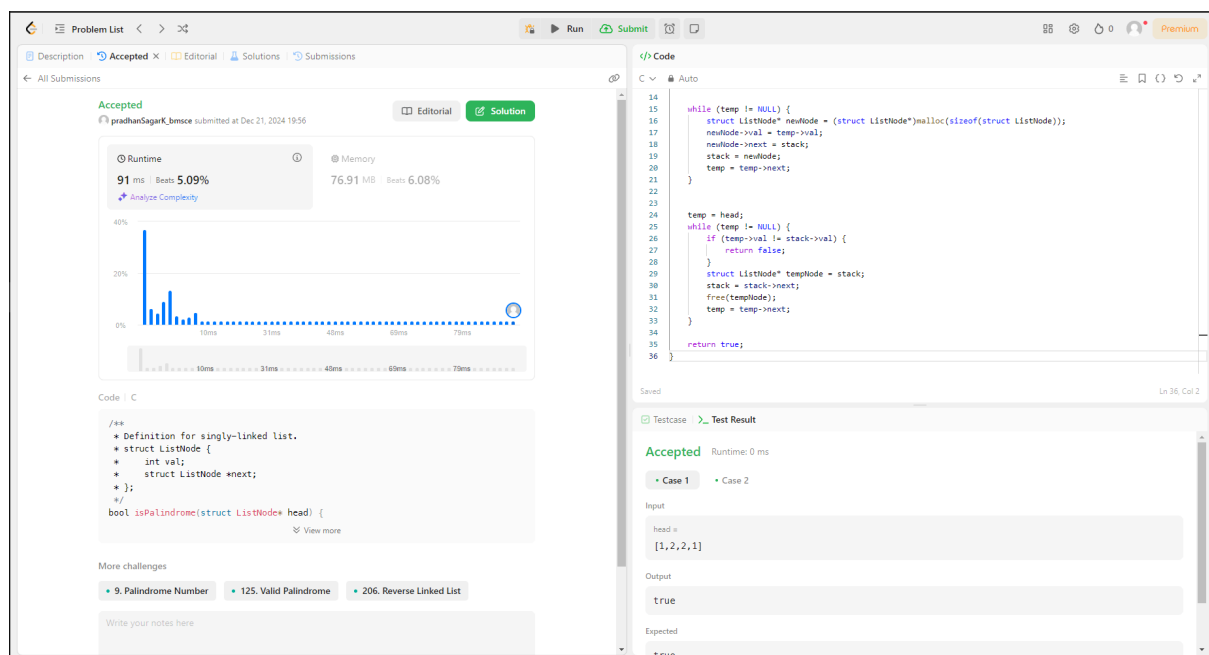 Problem List
Run
Submit
0
Premium
Description
Accepted
Editorial
Solutions
Submissions
All Submissions
Accepted
pradhanSagarK_bmsce submitted at Dec 21, 2024 19:56
Editorial
Solution
Runtime
91 ms Beats 5.09%
Analyze Complexity
Memory
76.91 MB Beats 6.08%
40%
20%
0%
10ms 31ms 48ms 69ms 79ms
10ms 31ms 48ms 69ms 79ms
Code C
/**
* Definition for singly-linked list.
* struct ListNode {
*     int val;
*     struct ListNode *next;
* };
*/
bool isPalindrome(struct ListNode* head) {
View more
More challenges
9. Palindrome Number
125. Valid Palindrome
206. Reverse Linked List
Write your notes here
</> Code
C
Auto
14
15 while (temp != NULL) {
16 struct ListNode* newNode = (struct ListNode*)malloc(sizeof(struct ListNode));
17 newNode->val = temp->val;
18 newNode->next = stack;
19 stack = newNode;
20 temp = temp->next;
21 }
22
23
24 temp = head;
25 while (temp != NULL) {
26 if (temp->val != stack->val) {
27 return false;
28 }
29 struct ListNode* tempNode = stack;
30 stack = stack->next;
31 free(tempNode);
32 temp = temp->next;
33 }
34
35 return true;
36 }
Saved
Ln 36, Col 2
Testcase
>_ Test Result
Accepted Runtime: 0 ms
• Case 1
• Case 2
Input
head =
[1,2,2,1]
Output
true
Expected
true